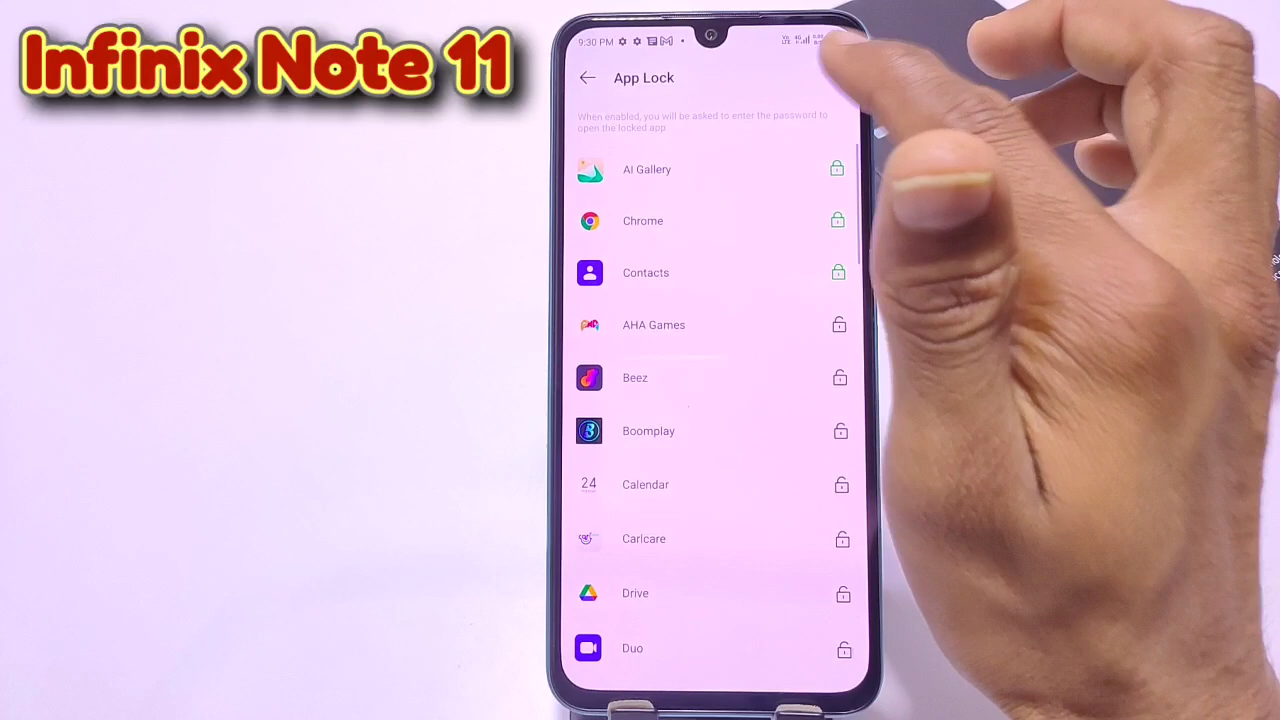 Infinix Note 11
9:30 PM
App Lock
When enabled, you will be asked to enter the password to
open the locked app
AI Gallery
Chrome
Contacts
AHA Games
Beez
Boomplay
24
Calendar
Carlcare
Drive
Duo